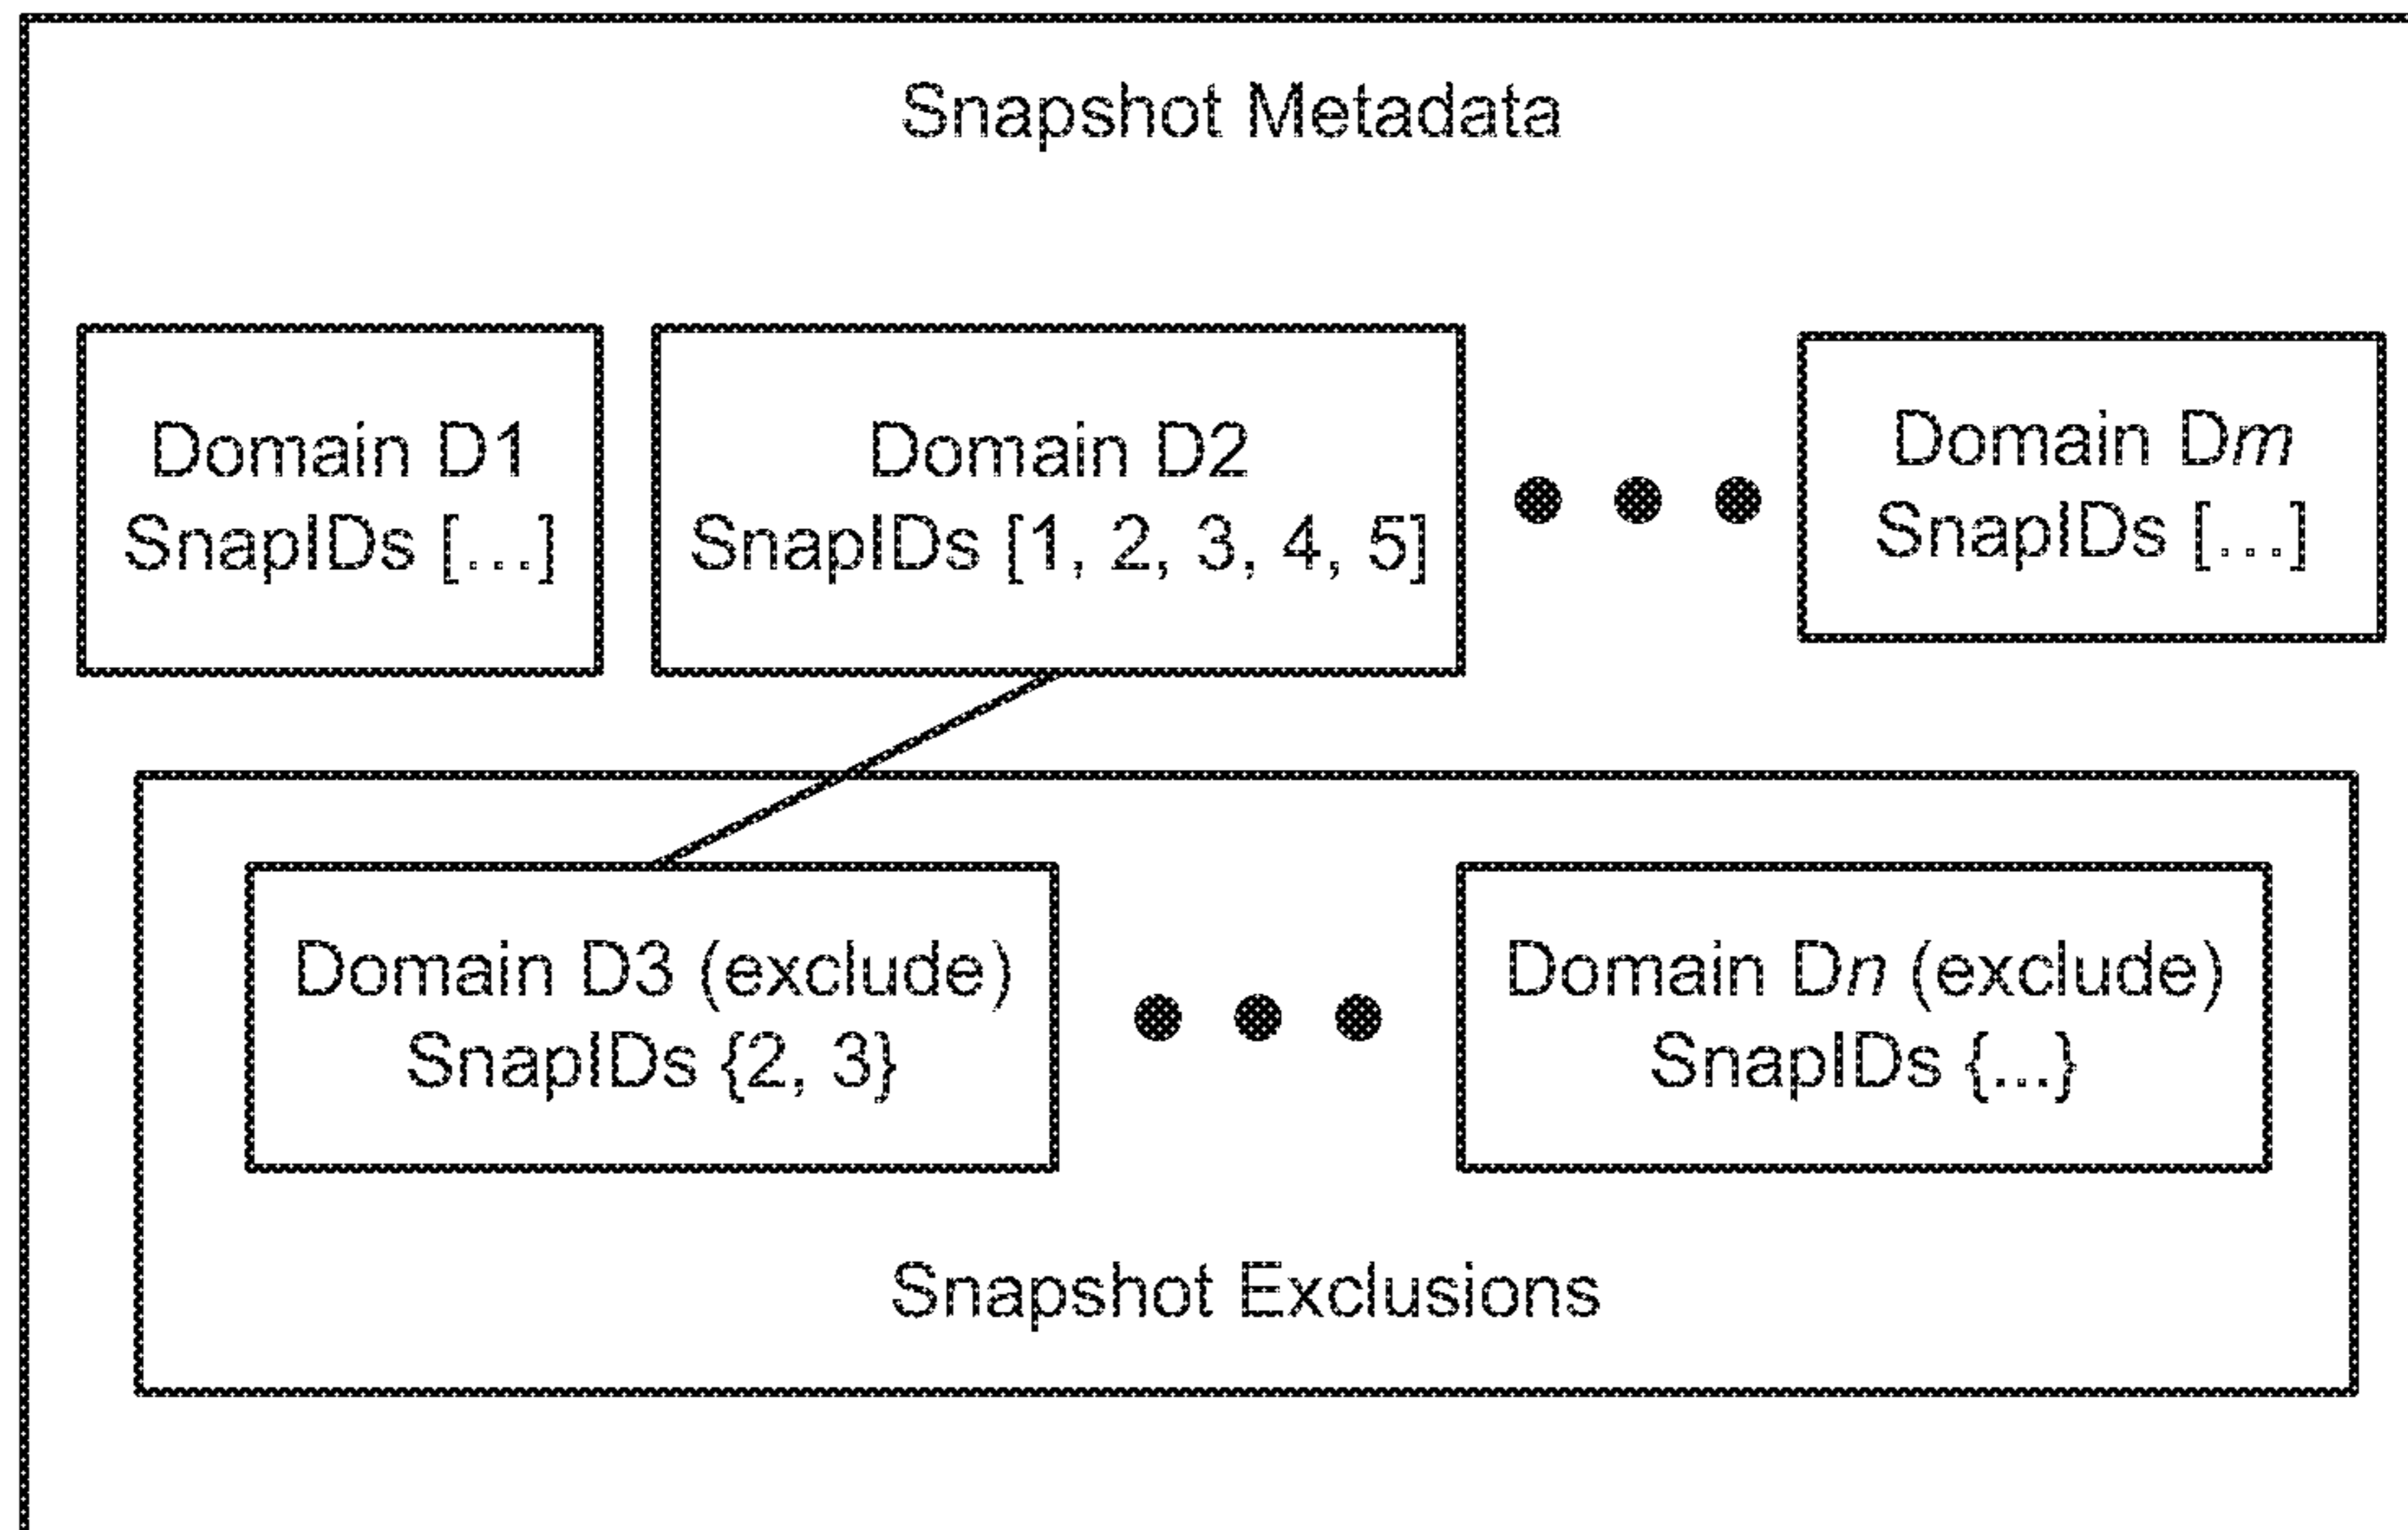 Snapshot Metadata
Domain D1
SnapIDs [...]
Domain D2
SnapIDs [1, 2, 3, 4, 5]
Domain Dm
SnapIDs [...]
Domain D3 (exclude)
SnapIDs {2, 3}
Domain Dn (exclude)
SnapIDs {...}
Snapshot Exclusions